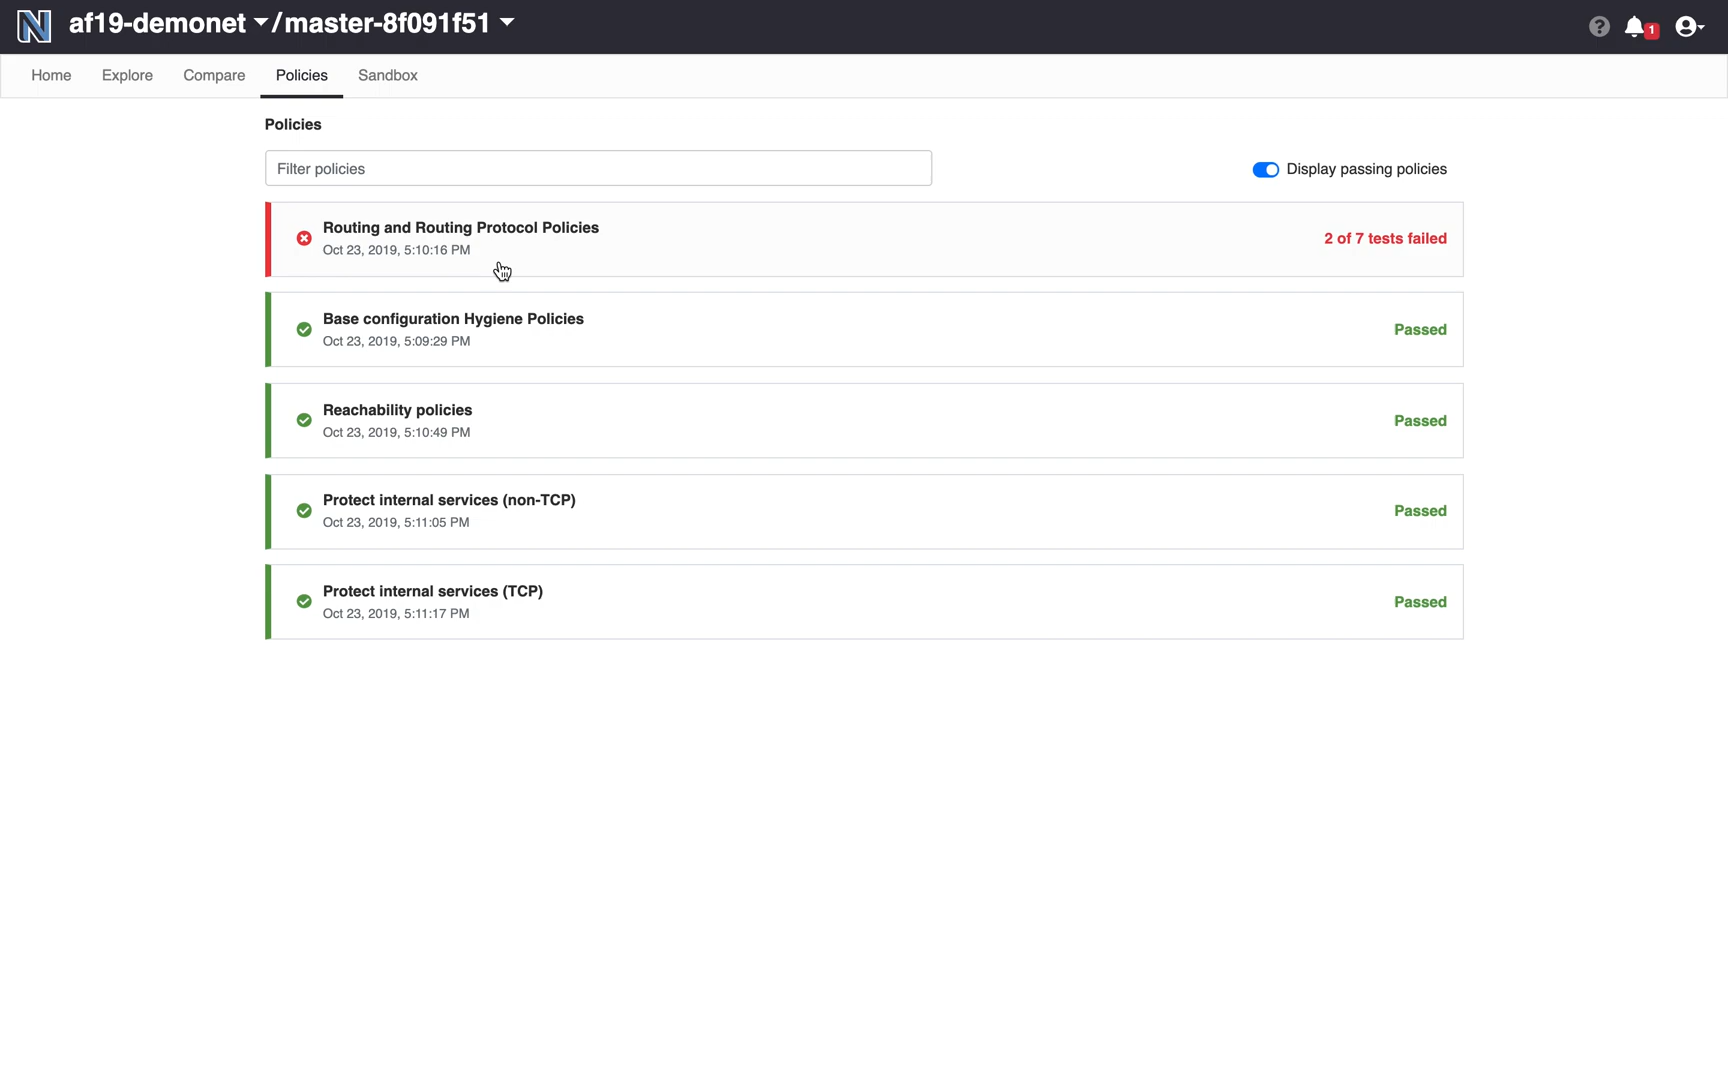 N af19-demonet /master-8f091f51 ? 1
Home Explore Compare Policies Sandbox
Policies
Filter policies Display passing policies
Routing and Routing Protocol Policies
Oct 23, 2019, 5:10:16 PM
2 of 7 tests failed
Base configuration Hygiene Policies
Oct 23, 2019, 5:09:29 PM
Passed
Reachability policies
Oct 23, 2019, 5:10:49 PM
Passed
Protect internal services (non-TCP)
Oct 23, 2019, 5:11:05 PM
Passed
Protect internal services (TCP)
Oct 23, 2019, 5:11:17 PM
Passed